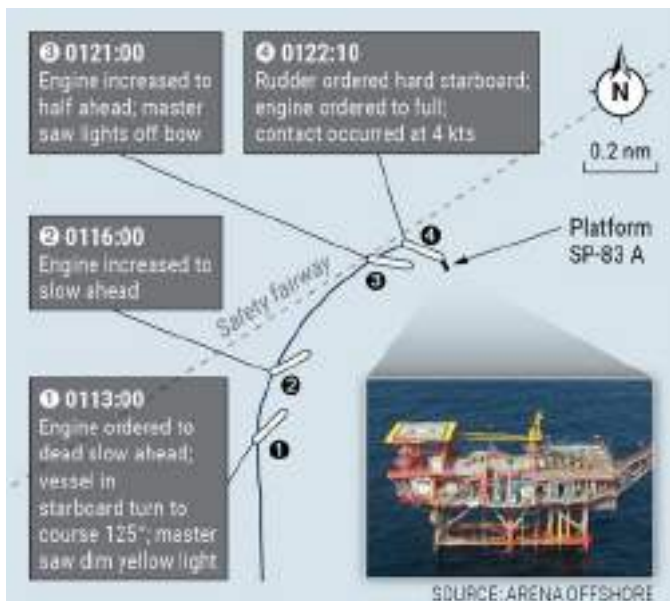 ❸ 0121:00
Engine increased to
half ahead; master
saw lights off bow
❹ 0122:10
Rudder ordered hard starboard;
engine ordered to full;
contact occurred at 4 kts
N
0.2 nm
❷ 0116:00
Engine increased to
slow ahead
Platform
SP-83 A
Safety fairway
❹
❸
❷
❶
❶ 0113:00
Engine ordered to
dead slow ahead;
vessel in
starboard turn to
course 125°; master
saw dim yellow light
SOURCE: ARENA OFFSHORE